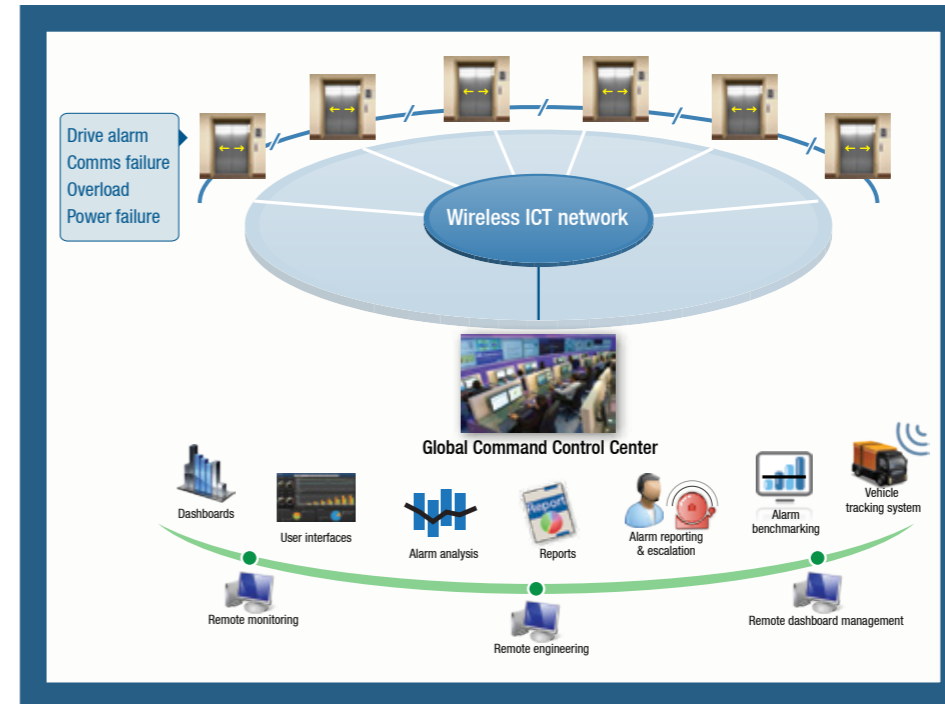 Drive alarm
Comms failure
Overload
Power failure
Wireless ICT network
Global Command Control Center
Dashboards
User interfaces
Alarm analysis
Report
Reports
Alarm reporting
& escalation
Alarm
benchmarking
Vehicle
tracking system
Remote monitoring
Remote engineering
Remote dashboard management